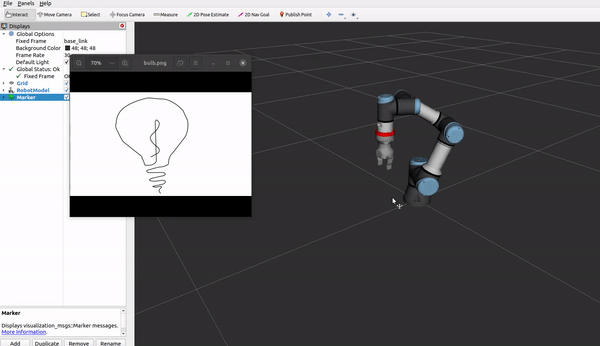 File Panels Help
Interact Move Camera Select Focus Camera Measure 2D Pose Estimate 2D Nav Goal Publish Point
Displays
Global Options
Fixed Frame base_link
Background Color 48; 48; 48
Frame Rate 30
Default Light
Global Status: Ok
Fixed Frame
Grid
RobotModel
Marker
70% bulb.png
Marker
Displays visualization_msgs::Marker messages.
More Information.
Add Duplicate Remove Rename